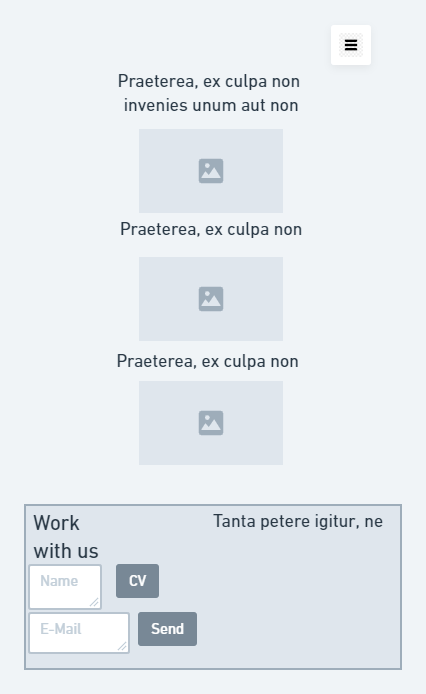 Praeterea, ex culpa non
invenies unum aut non
Praeterea, ex culpa non
Praeterea, ex culpa non
Work
with us
Tanta petere igitur, ne
Name
CV
E-Mail
Send